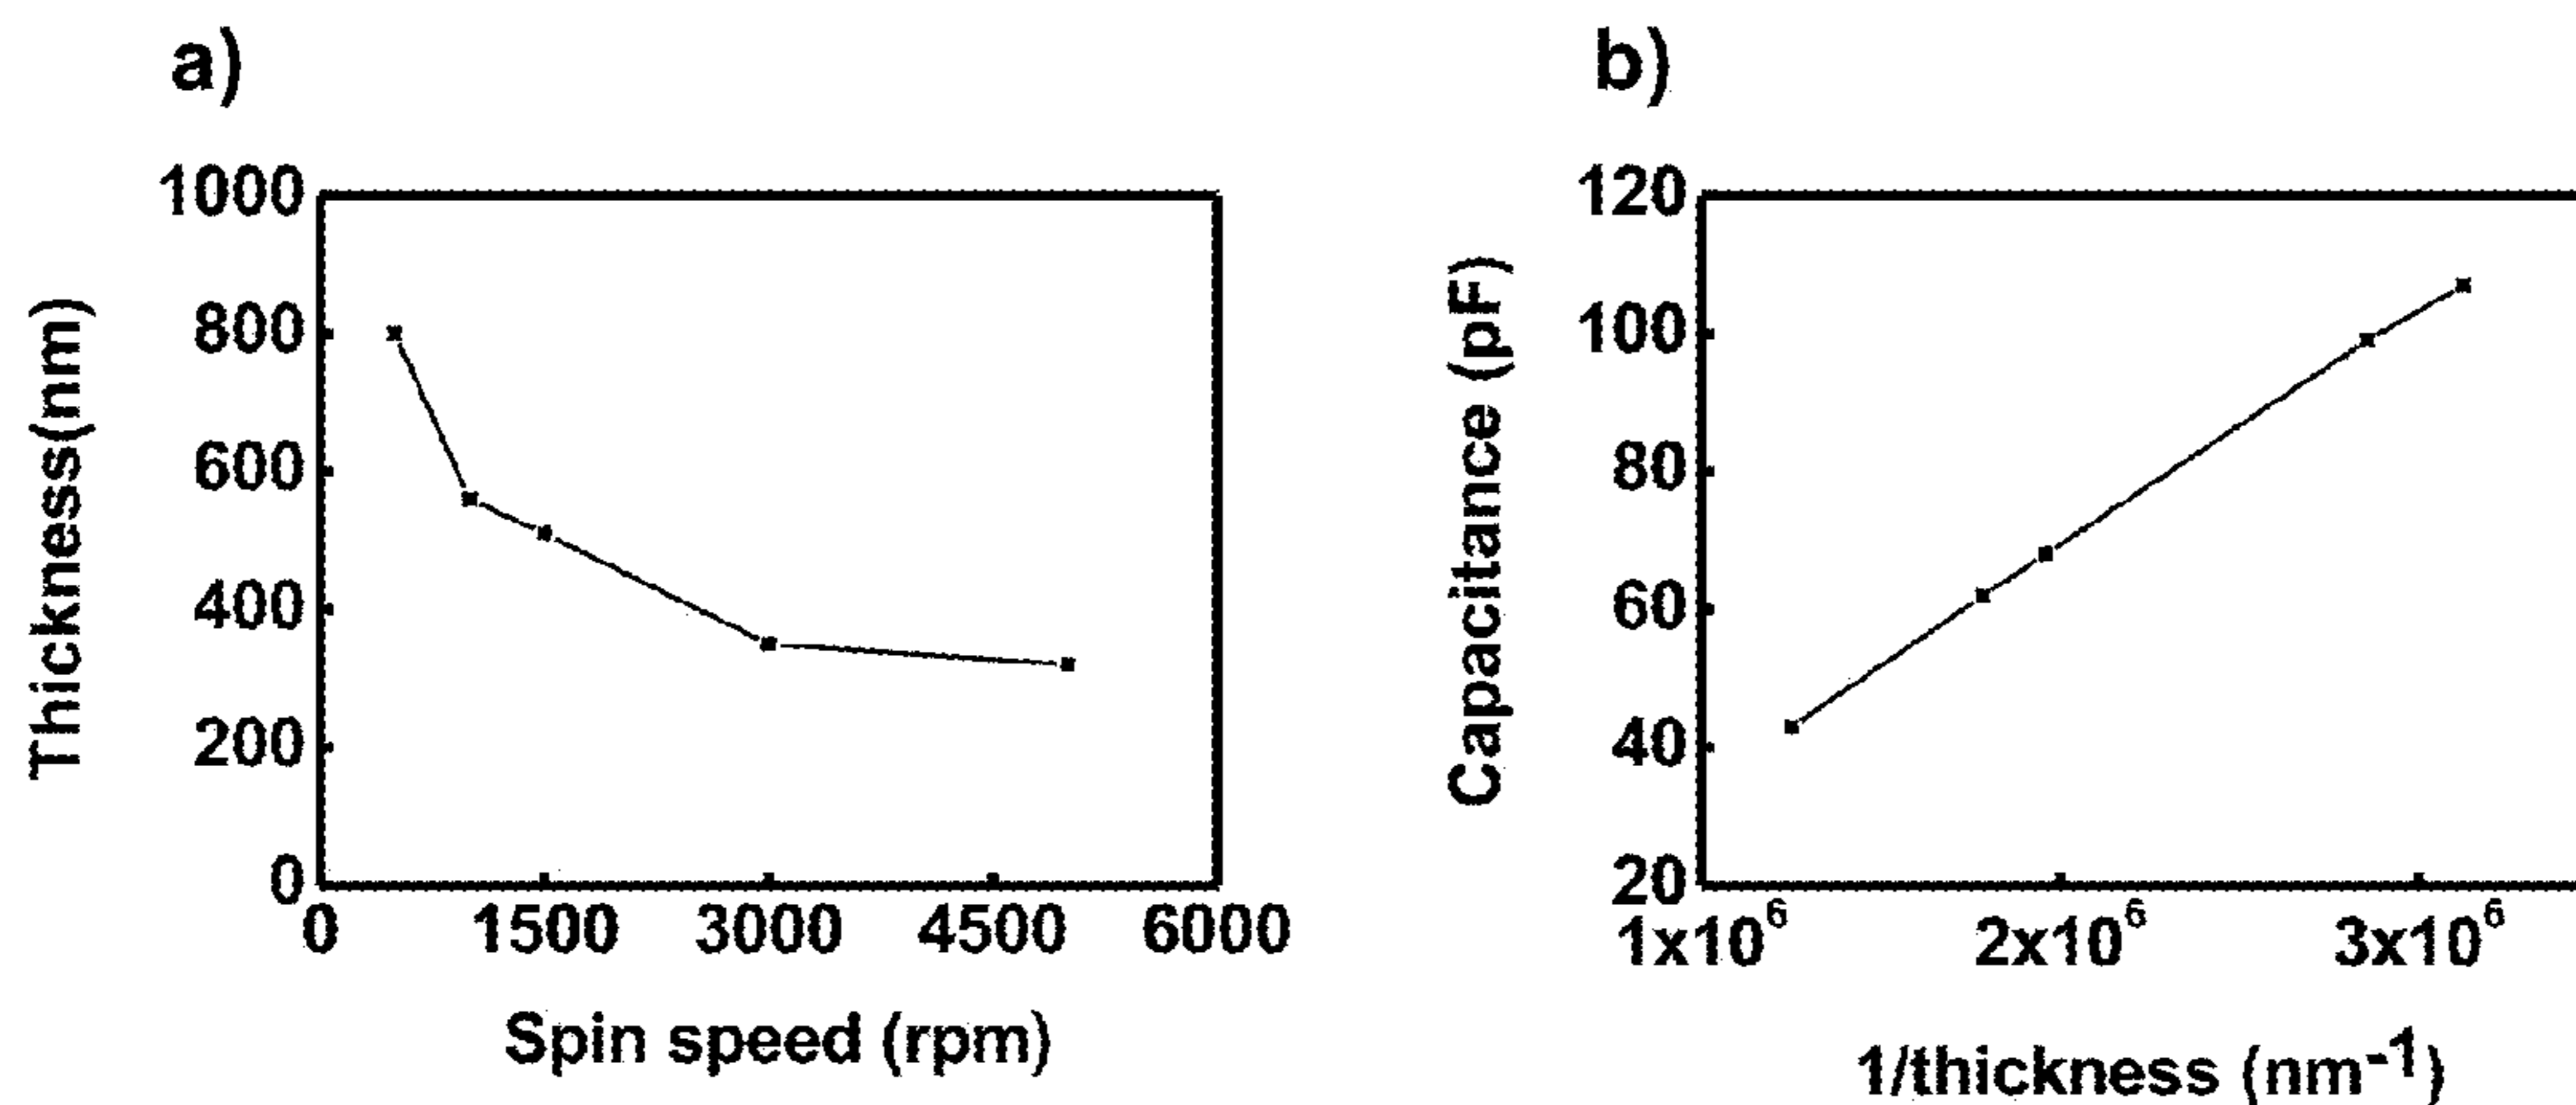 a)
1000
800
600
400
200
0
Thickness(nm)
0 1500 3000 4500 6000
Spin speed (rpm)
b)
120
100
80
60
40
20
Capacitance (pF)
1x10⁶ 2x10⁶ 3x10⁶
1/thickness (nm⁻¹)